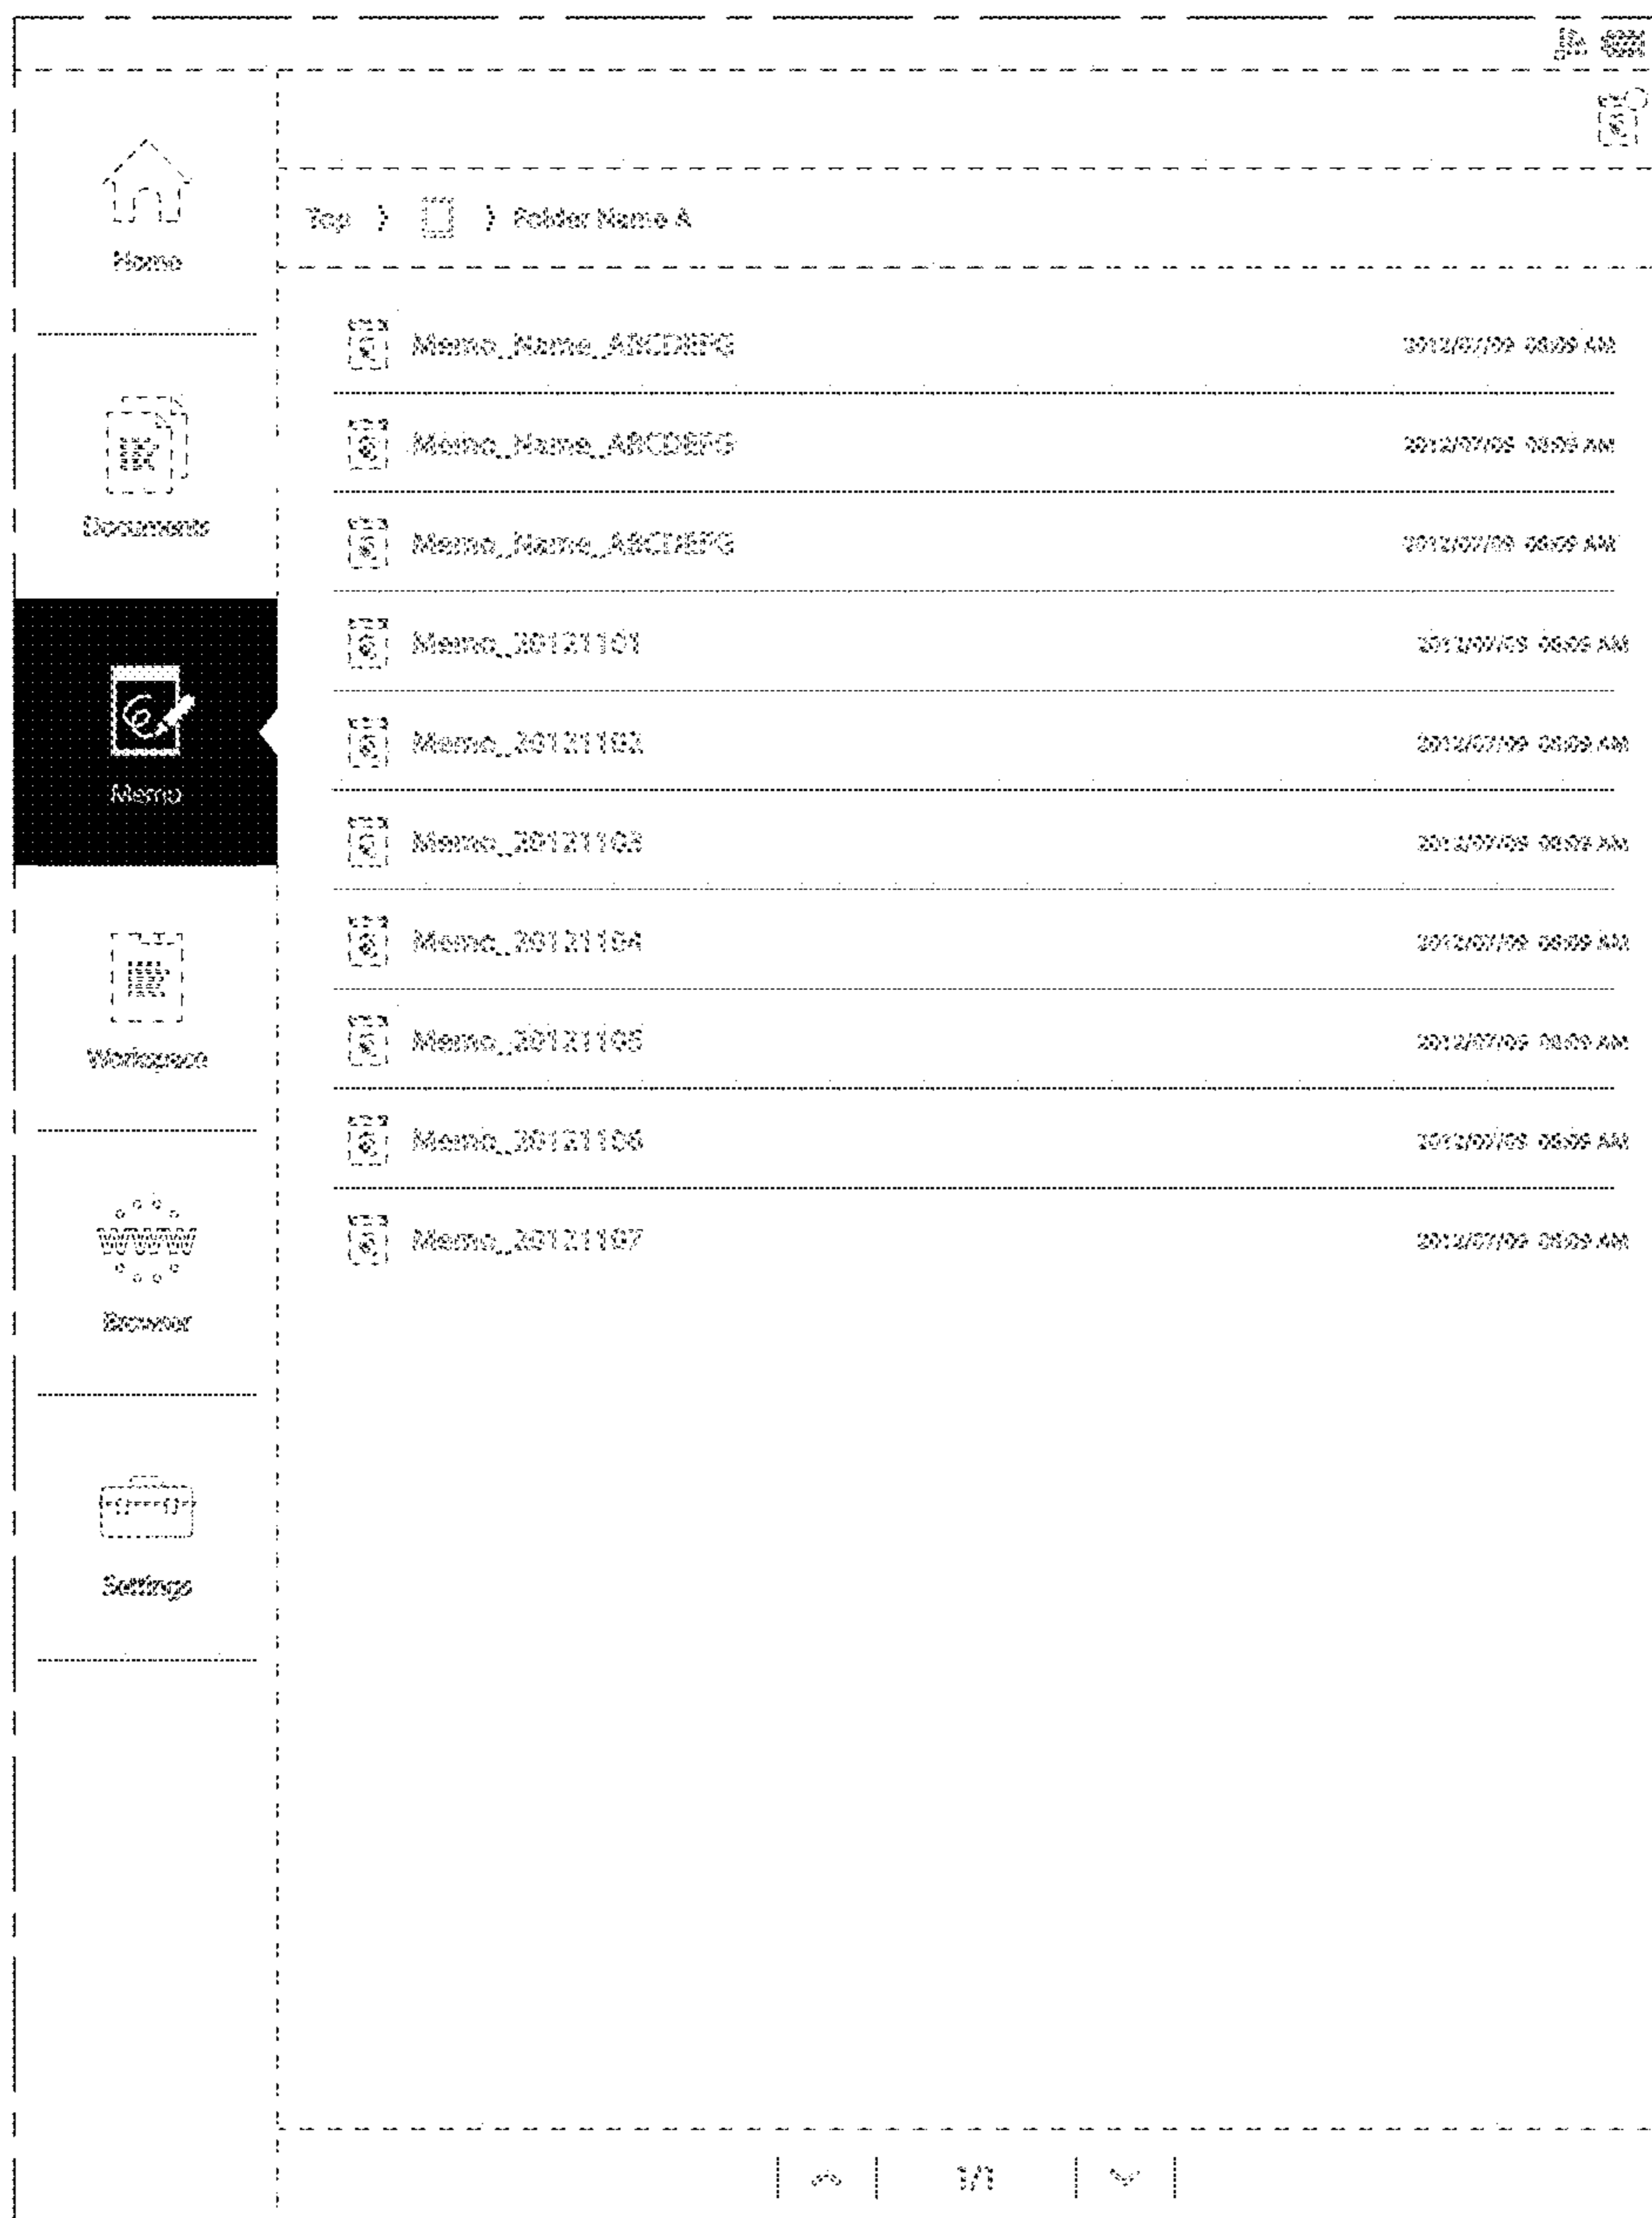 Home
Documents
Memo
Workspace
WWW
Browser
Settings
Top > > Folder Name A
Memo_Name_ABCDEFG 2012/07/09 08:09 AM
Memo_Name_ABCDEFG 2012/07/09 08:09 AM
Memo_Name_ABCDEFG 2012/07/09 08:09 AM
Memo_20121101 2012/07/09 08:09 AM
Memo_20121102 2012/07/09 08:09 AM
Memo_20121103 2012/07/09 08:09 AM
Memo_20121104 2012/07/09 08:09 AM
Memo_20121105 2012/07/09 08:09 AM
Memo_20121106 2012/07/09 08:09 AM
Memo_20121107 2012/07/09 08:09 AM
1/1